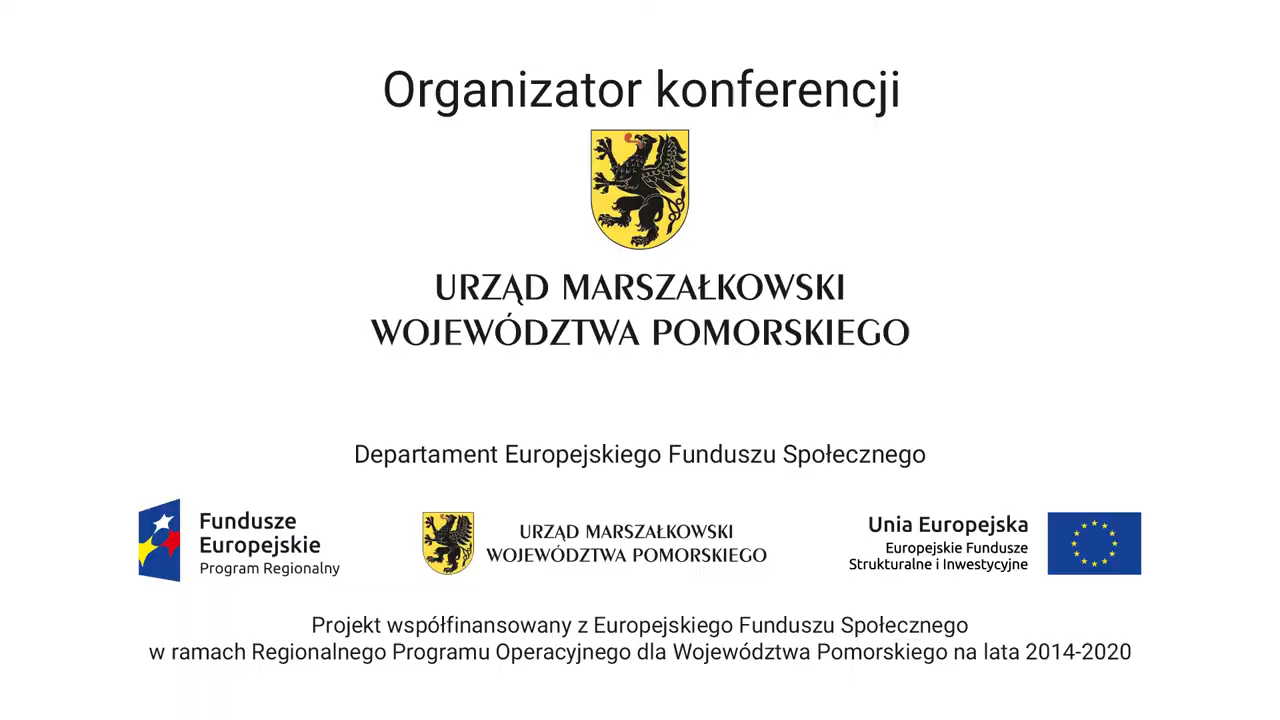 Organizator konferencji
URZĄD MARSZAŁKOWSKI
WOJEWÓDZTWA POMORSKIEGO
Departament Europejskiego Funduszu Społecznego
Fundusze
Europejskie
Program Regionalny
URZĄD MARSZAŁKOWSKI
WOJEWÓDZTWA POMORSKIEGO
Unia Europejska
Europejskie Fundusze
Strukturalne i Inwestycyjne
Projekt współfinansowany z Europejskiego Funduszu Społecznego
w ramach Regionalnego Programu Operacyjnego dla Województwa Pomorskiego na lata 2014-2020